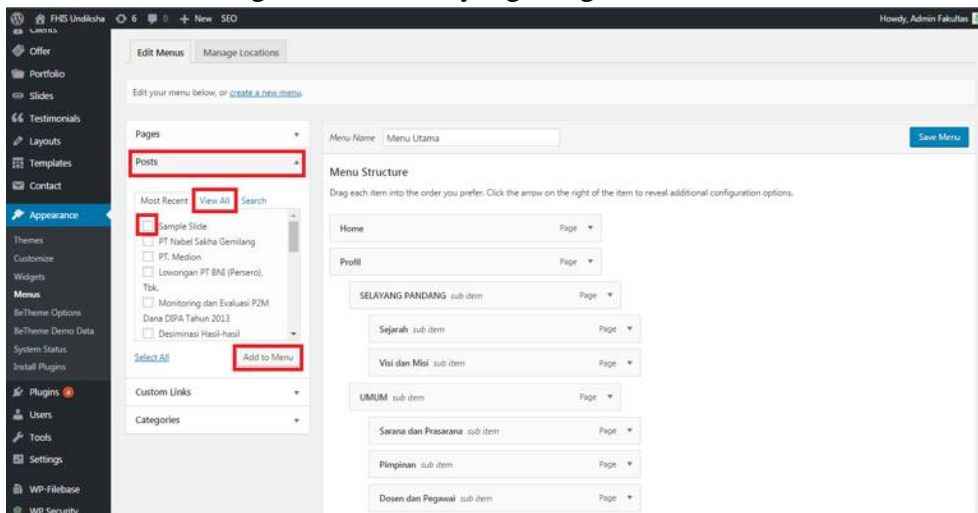 FHIS Undiksha 6 0 + New SEO Howdy, Admin Fakultas
Clients
Offer
Portfolio
Slides
Testimonials
Layouts
Templates
Contact
Appearance
Themes
Customize
Widgets
Menus
BeTheme Options
BeTheme Demo Data
System Status
Install Plugins
Plugins 4
Users
Tools
Settings
WP-Filebase
WP Security
Edit Menus Manage Locations
Edit your menu below, or create a new menu.
Pages
Posts
Most Recent View All Search
Sample Slide
PT Nabel Sakha Gemilang
PT. Medion
Lowongan PT BNI (Persero),
Tbk.
Monitoring dan Evaluasi P2M
Dana DIPA Tahun 2013
Desiminasi Hasil-hasil
Select All Add to Menu
Custom Links
Categories
Menu Name Menu Utama Save Menu
Menu Structure
Drag each item into the order you prefer. Click the arrow on the right of the item to reveal additional configuration options.
Home Page
Profil Page
SELAYANG PANDANG sub item Page
Sejarah sub item Page
Visi dan Misi sub item Page
UMUM sub item Page
Sarana dan Prasarana sub item Page
Pimpinan sub item Page
Dosen dan Pegawai sub item Page